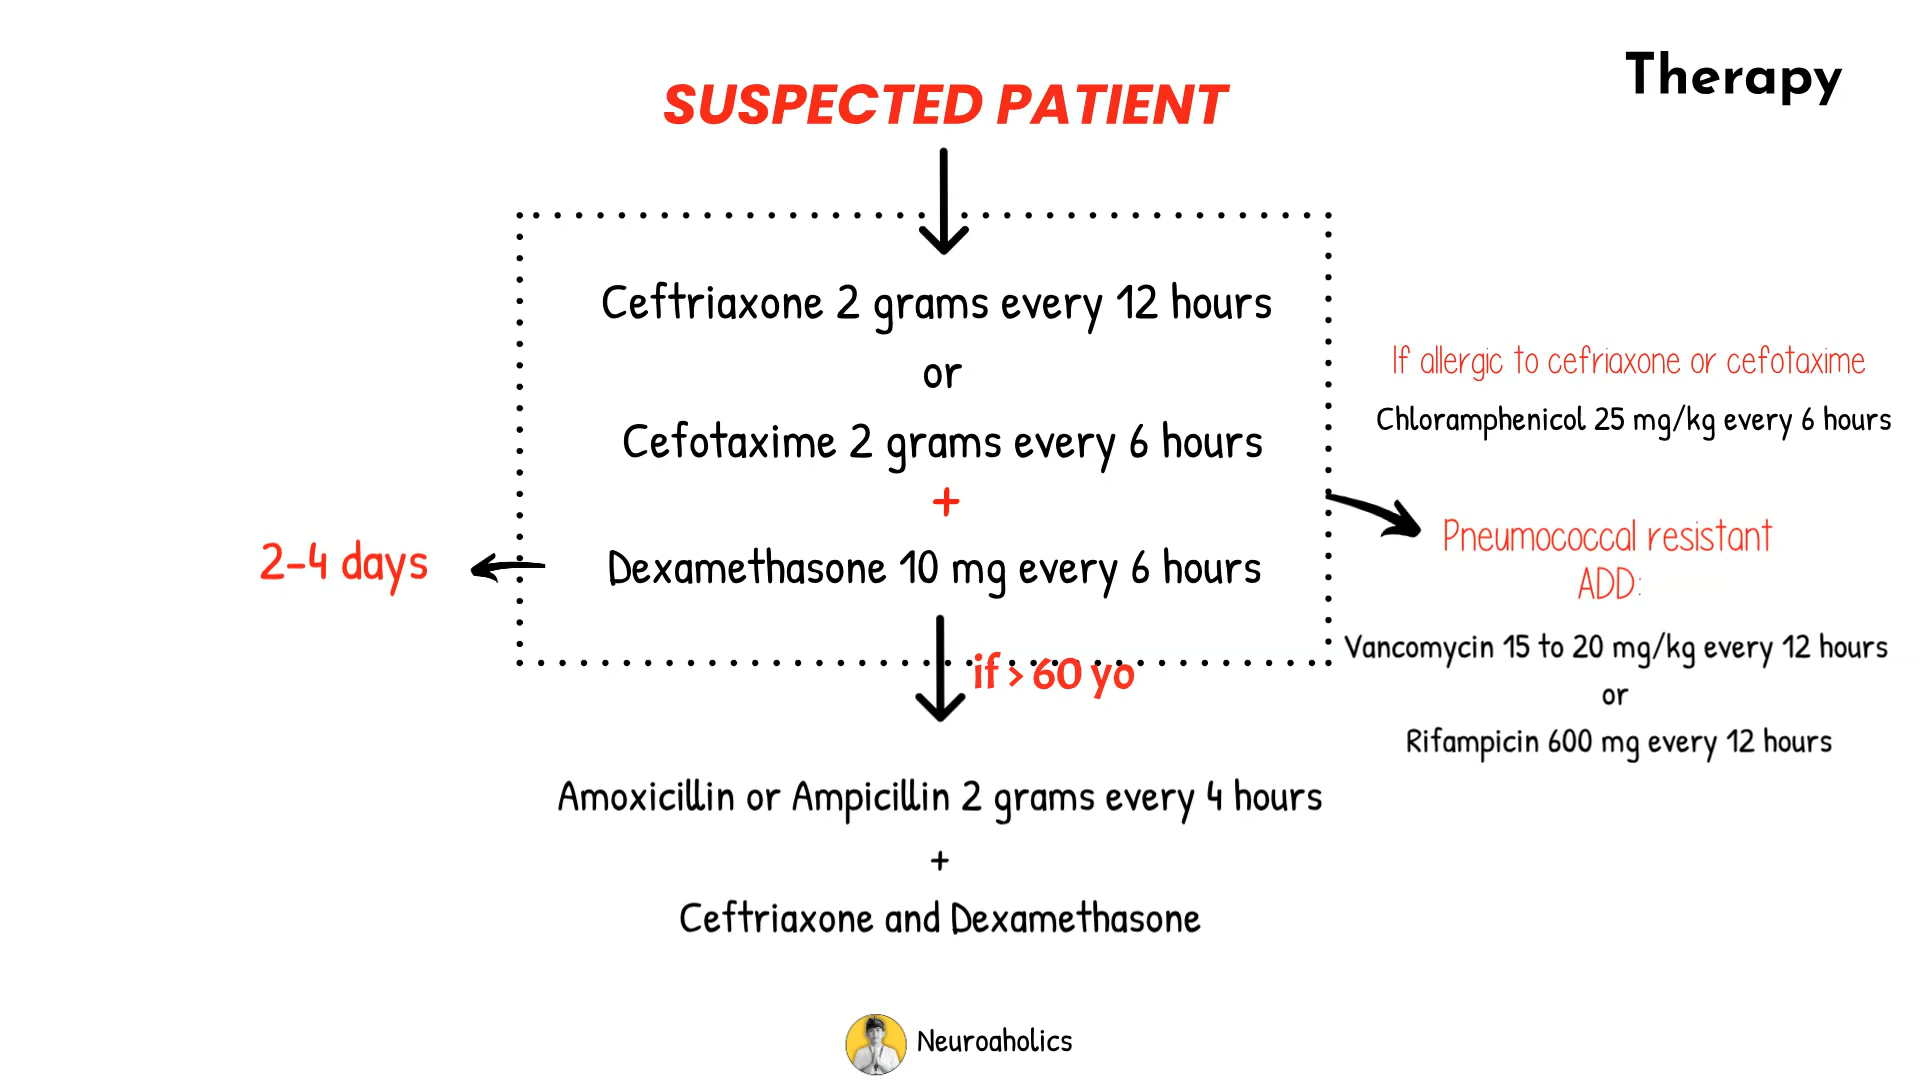 Therapy
SUSPECTED PATIENT
Ceftriaxone 2 grams every 12 hours
or
Cefotaxime 2 grams every 6 hours
+
Dexamethasone 10 mg every 6 hours
2-4 days
if > 60 yo
Amoxicillin or Ampicillin 2 grams every 4 hours
+
Ceftriaxone and Dexamethasone
If allergic to cefriaxone or cefotaxime
Chloramphenicol 25 mg/kg every 6 hours
Pneumococcal resistant
ADD:
Vancomycin 15 to 20 mg/kg every 12 hours
or
Rifampicin 600 mg every 12 hours
Neuroaholics